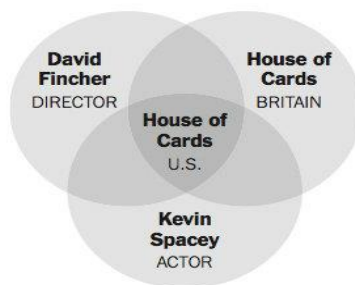 David
Fincher
DIRECTOR
House of
Cards
BRITAIN
House of
Cards
U.S.
Kevin
Spacey
ACTOR